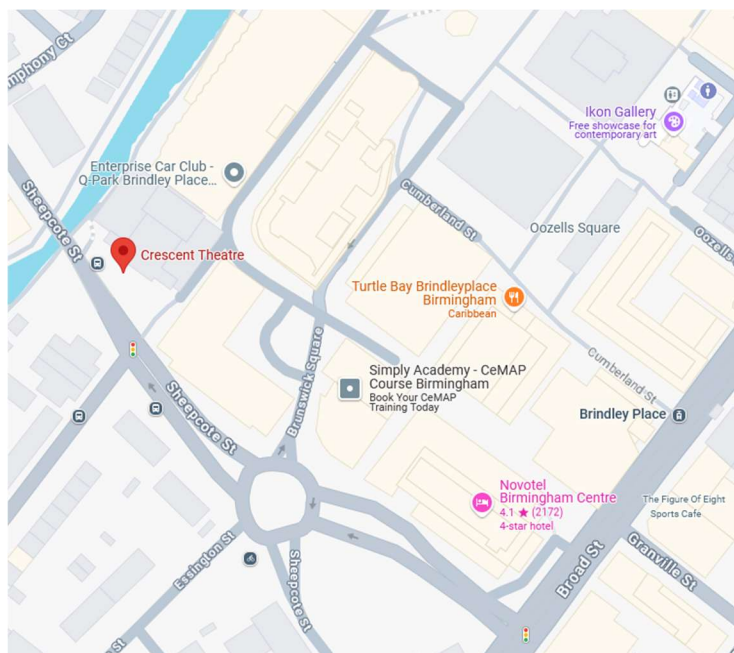 mphony Ct
Ikon Gallery
Free showcase for
contemporary art
Enterprise Car Club -
Q-Park Brindley Place...
Sheepcote St
Cumberland St
Oozells Square
Oozells
Crescent Theatre
Turtle Bay Brindleyplace
Birmingham
Caribbean
Brunswick Square
Simply Academy - CeMAP
Course Birmingham
Book Your CeMAP
Training Today
Cumberland St
Sheepcote St
Brindley Place
Novotel
Birmingham Centre
4.1 ★ (2172)
4-star hotel
The Figure Of Eight
Sports Cafe
Essington St
Sheepcote St
Broad St
Granville St
St